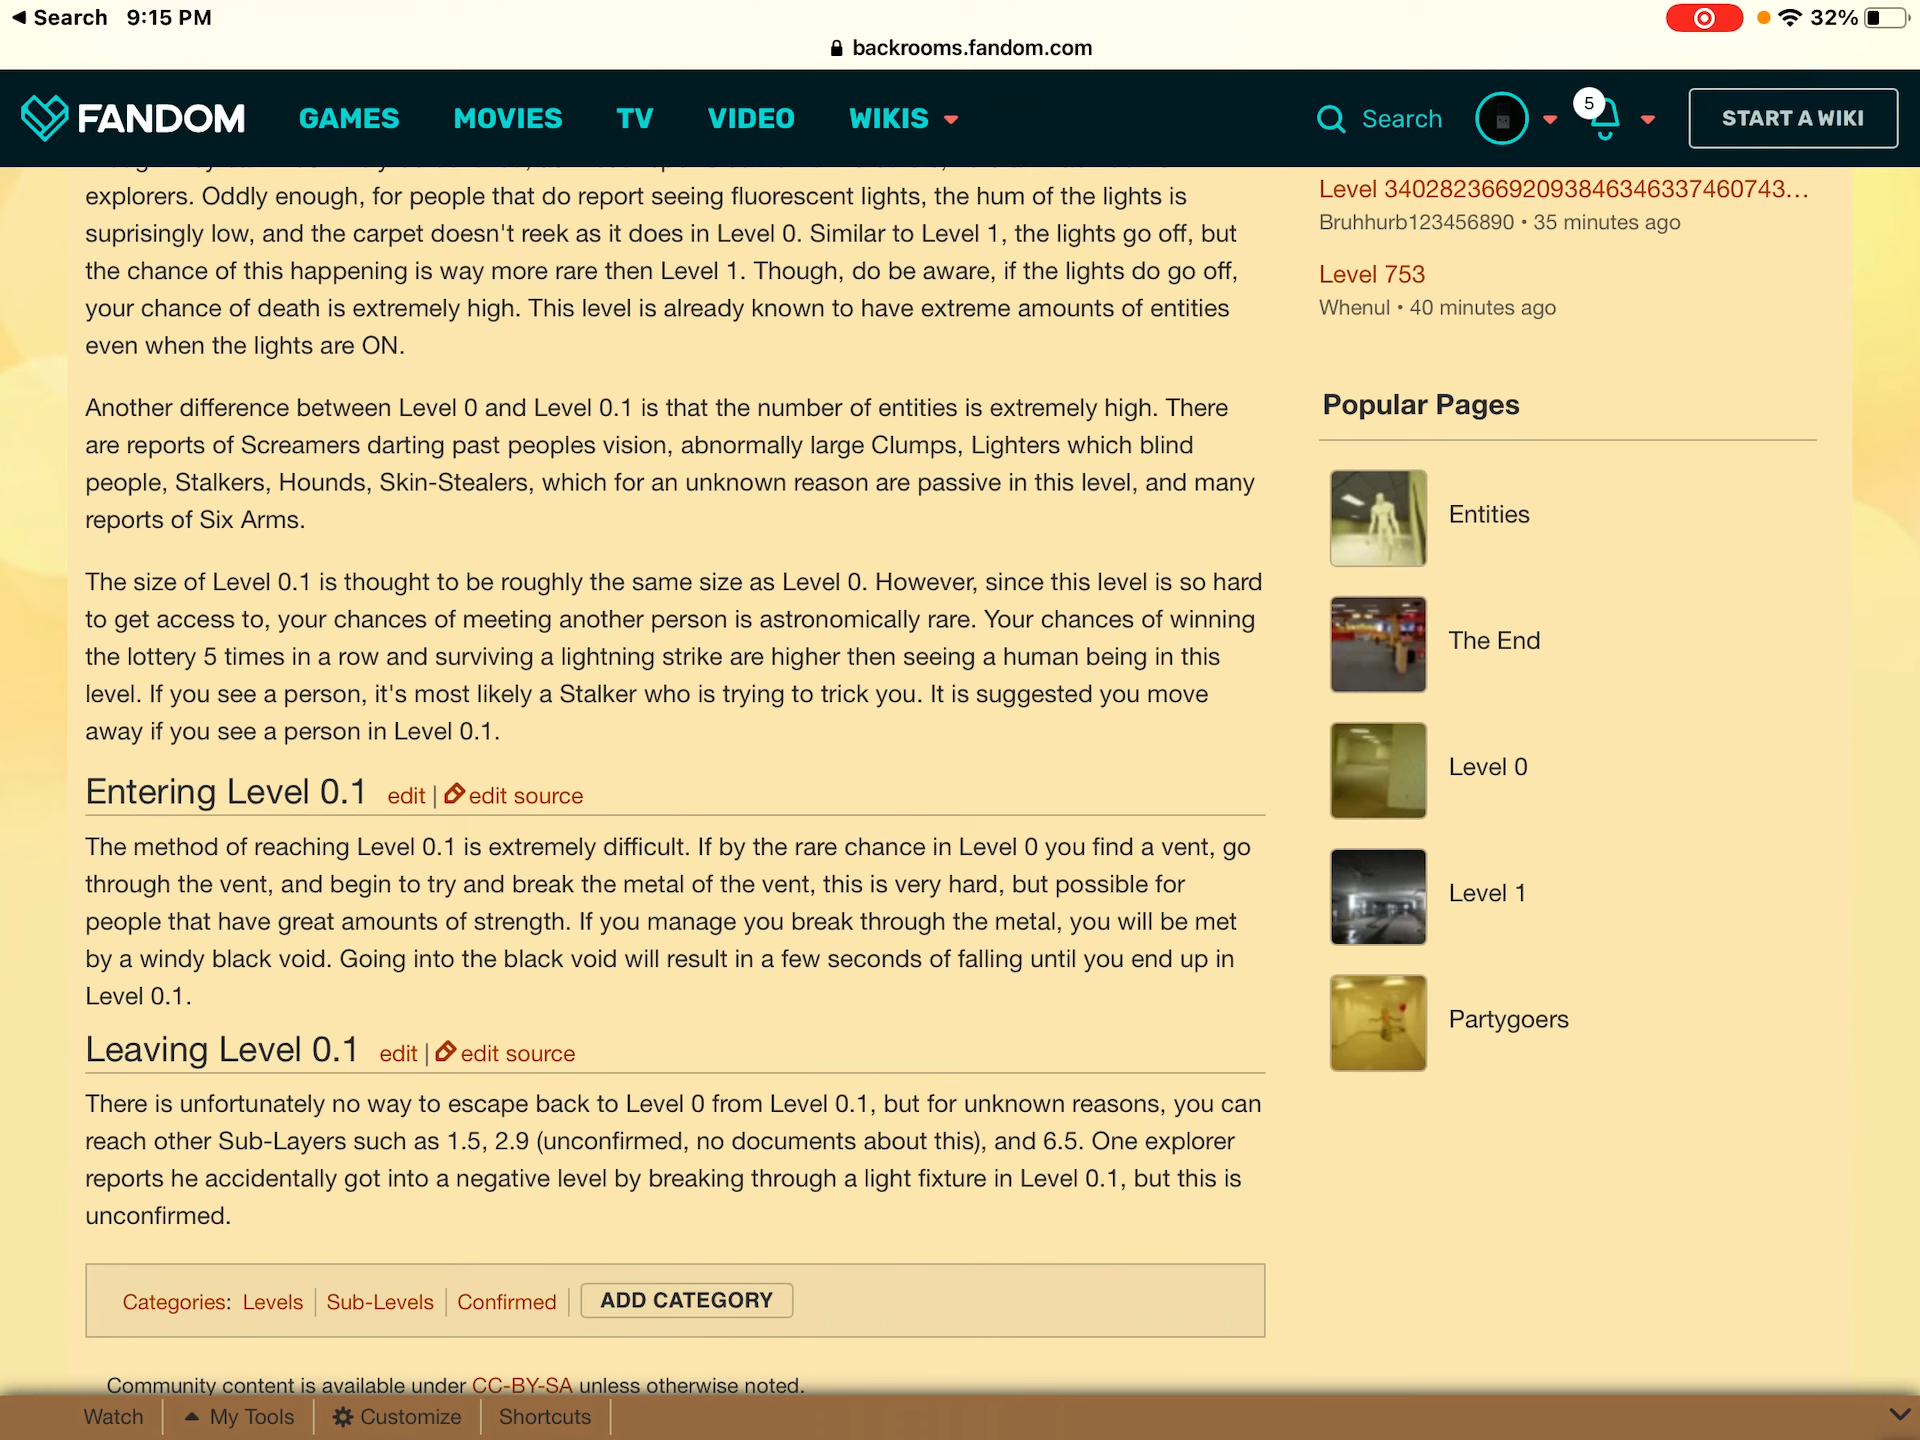 Search 9:15 PM
32%
backrooms.fandom.com
FANDOM GAMES MOVIES TV VIDEO WIKIS Search 5 START A WIKI
explorers. Oddly enough, for people that do report seeing fluorescent lights, the hum of the lights is
suprisingly low, and the carpet doesn't reek as it does in Level 0. Similar to Level 1, the lights go off, but
the chance of this happening is way more rare then Level 1. Though, do be aware, if the lights do go off,
your chance of death is extremely high. This level is already known to have extreme amounts of entities
even when the lights are ON.
Another difference between Level 0 and Level 0.1 is that the number of entities is extremely high. There
are reports of Screamers darting past peoples vision, abnormally large Clumps, Lighters which blind
people, Stalkers, Hounds, Skin-Stealers, which for an unknown reason are passive in this level, and many
reports of Six Arms.
The size of Level 0.1 is thought to be roughly the same size as Level 0. However, since this level is so hard
to get access to, your chances of meeting another person is astronomically rare. Your chances of winning
the lottery 5 times in a row and surviving a lightning strike are higher then seeing a human being in this
level. If you see a person, it's most likely a Stalker who is trying to trick you. It is suggested you move
away if you see a person in Level 0.1.
Entering Level 0.1 edit | edit source
The method of reaching Level 0.1 is extremely difficult. If by the rare chance in Level 0 you find a vent, go
through the vent, and begin to try and break the metal of the vent, this is very hard, but possible for
people that have great amounts of strength. If you manage you break through the metal, you will be met
by a windy black void. Going into the black void will result in a few seconds of falling until you end up in
Level 0.1.
Leaving Level 0.1 edit | edit source
There is unfortunately no way to escape back to Level 0 from Level 0.1, but for unknown reasons, you can
reach other Sub-Layers such as 1.5, 2.9 (unconfirmed, no documents about this), and 6.5. One explorer
reports he accidentally got into a negative level by breaking through a light fixture in Level 0.1, but this is
unconfirmed.
Categories: Levels Sub-Levels Confirmed ADD CATEGORY
Community content is available under CC-BY-SA unless otherwise noted.
Level 34028236692093846346337460743...
Bruhhurb123456890 • 35 minutes ago
Level 753
Whenul • 40 minutes ago
Popular Pages
Entities
The End
Level 0
Level 1
Partygoers
Watch My Tools Customize Shortcuts